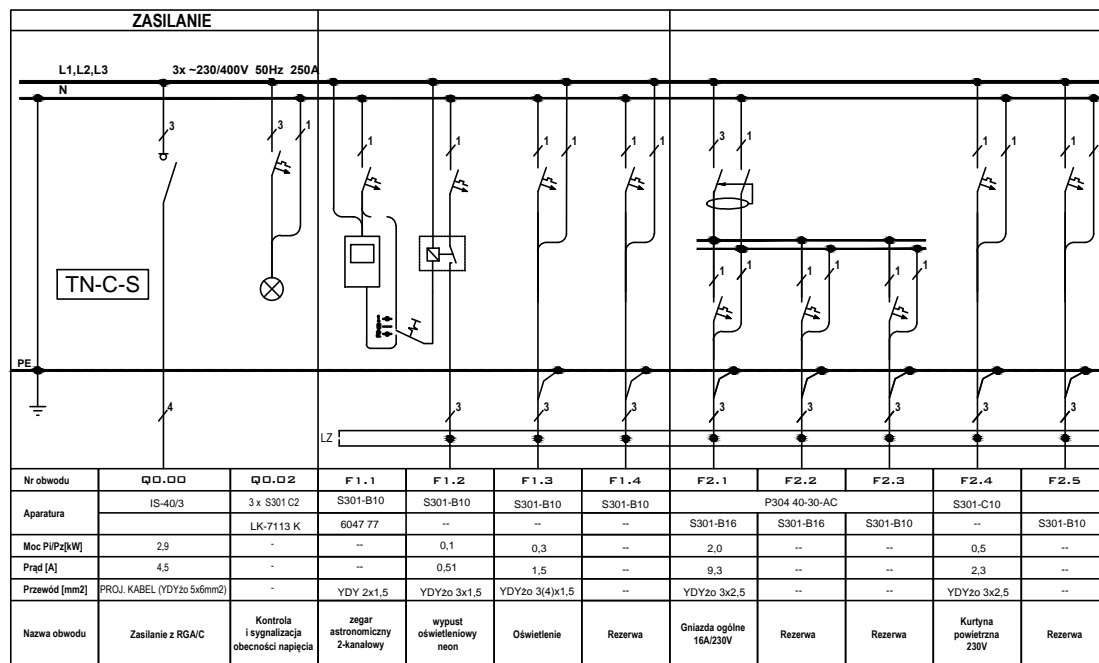 ZASILANIE
L1,L2,L3 3x ~230/400V 50Hz 250A
N
3 3 1 1 1 1 1 1 1 3 1 1 1 1
TN-C-S
1 1 1 1 1 1
PE
4 3 3 3 3 3 3 3 3
LZ
Nr obwodu Q0.00 Q0.02 F1.1 F1.2 F1.3 F1.4 F2.1 F2.2 F2.3 F2.4 F2.5
Aparatura IS-40/3 3 x S301 C2 S301-B10 S301-B10 S301-B10 S301-B10 P304 40-30-AC S301-C10
LK-7113 K 6047 77 -- -- -- S301-B16 S301-B16 S301-B10 -- S301-B10
Moc Pi/Pz[kW] 2,9 - -- 0,1 0,3 -- 2,0 -- -- 0,5 --
Prąd [A] 4,5 - -- 0,51 1,5 -- 9,3 -- -- 2,3 --
Przewód [mm2] PROJ. KABEL (YDYżo 5x6mm2) - YDY 2x1,5 YDYżo 3x1,5 YDYżo 3(4)x1,5 -- YDYżo 3x2,5 -- -- YDYżo 3x2,5 --
Nazwa obwodu Zasilanie z RGA/C Kontrola i sygnalizacja obecności napięcia zegar astronomiczny 2-kanałowy wypust oświetleniowy neon Oświetlenie Rezerwa Gniazda ogólne 16A/230V Rezerwa Rezerwa Kurtyna powietrzna 230V Rezerwa